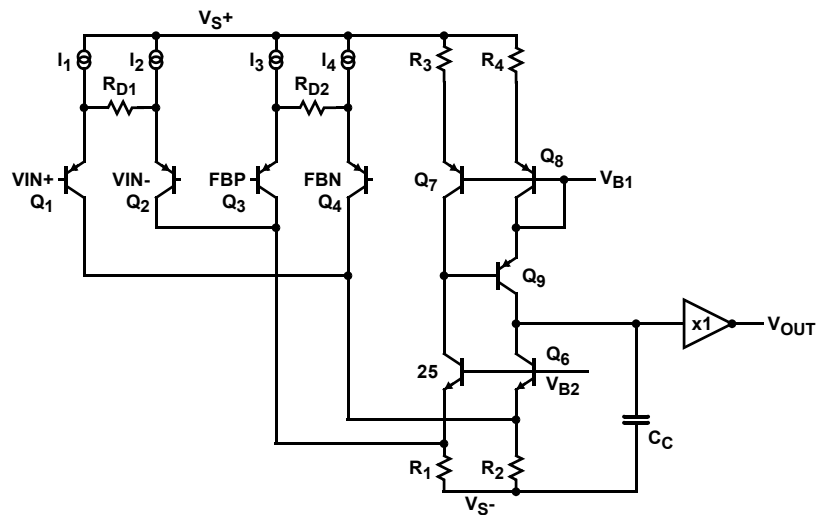 VS+
I1
I2
I3
I4
R3
R4
RD1
RD2
VIN+
Q1
VIN-
Q2
FBP
Q3
FBN
Q4
Q7
Q8
VB1
Q9
x1
VOUT
25
Q6
VB2
CC
R1
R2
VS-